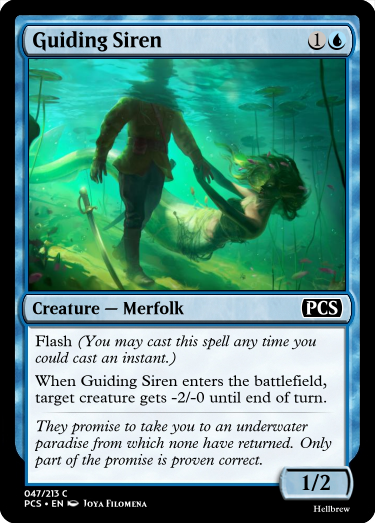 Guiding Siren 1
Creature — Merfolk PCS
Flash (You may cast this spell any time you
could cast an instant.)
When Guiding Siren enters the battlefield,
target creature gets -2/-0 until end of turn.
They promise to take you to an underwater
paradise from which none have returned. Only
part of the promise is proven correct.
1/2
047/213 C
PCS • EN Joya Filomena
Hellbrew